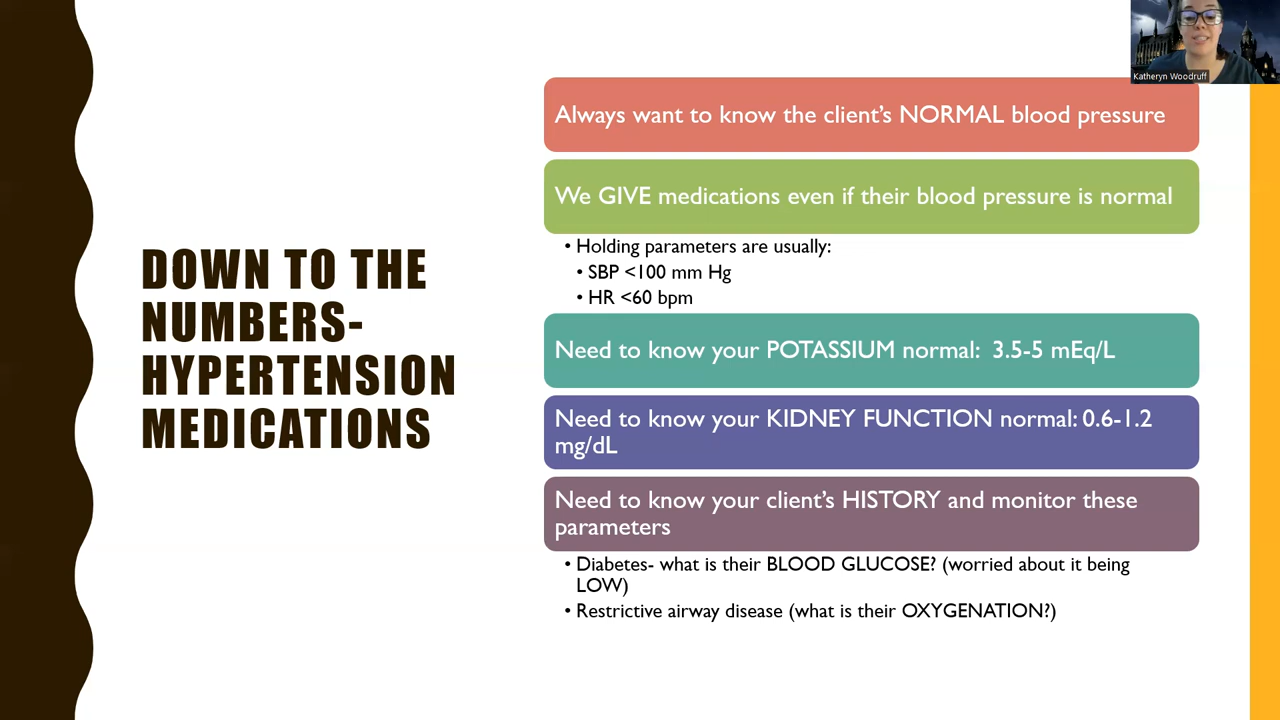 Katheryn Woodruff
DOWN TO THE
NUMBERS-
HYPERTENSION
MEDICATIONS
Always want to know the client's NORMAL blood pressure
We GIVE medications even if their blood pressure is normal
• Holding parameters are usually:
• SBP <100 mm Hg
• HR <60 bpm
Need to know your POTASSIUM normal:  3.5-5 mEq/L
Need to know your KIDNEY FUNCTION normal: 0.6-1.2
mg/dL
Need to know your client's HISTORY and monitor these
parameters
• Diabetes- what is their BLOOD GLUCOSE? (worried about it being
LOW)
• Restrictive airway disease (what is their OXYGENATION?)